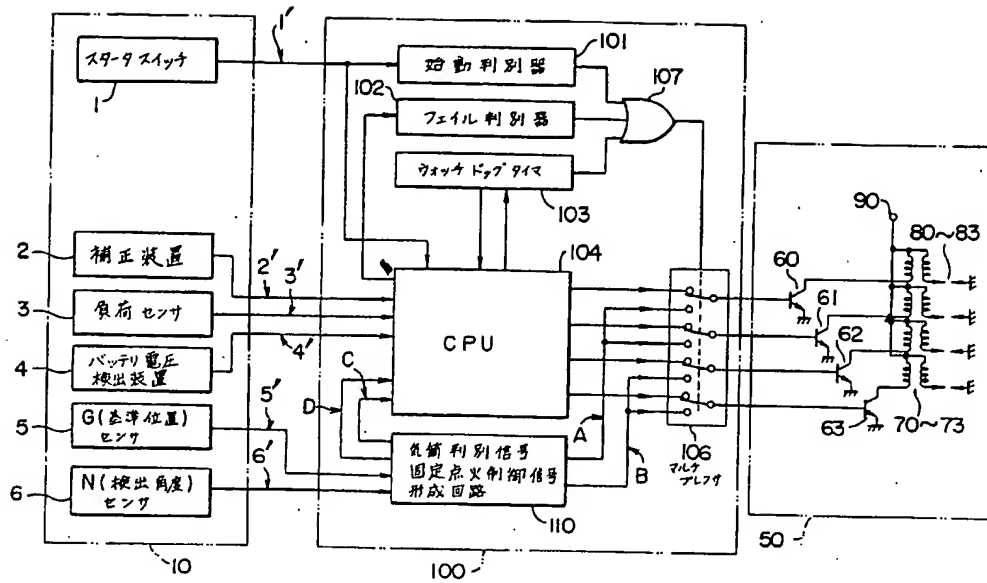 1'
スタータスイッチ
1
101
始動判別器
102
フェイル判別器
107
ウォッチドッグタイマ
103
90
80~83
2
補正装置
2'
104
60
3
負荷センサ
3'
61
4
バッテリ電圧
検出装置
4'
CPU
62
C
D
5
G(基準位置)
センサ
5'
A
63
70~73
6
N(検出角度)
センサ
6'
気筒判別信号
固定点火制御信号
形成回路
B
106
マルチ
プレクサ
110
10
100
50